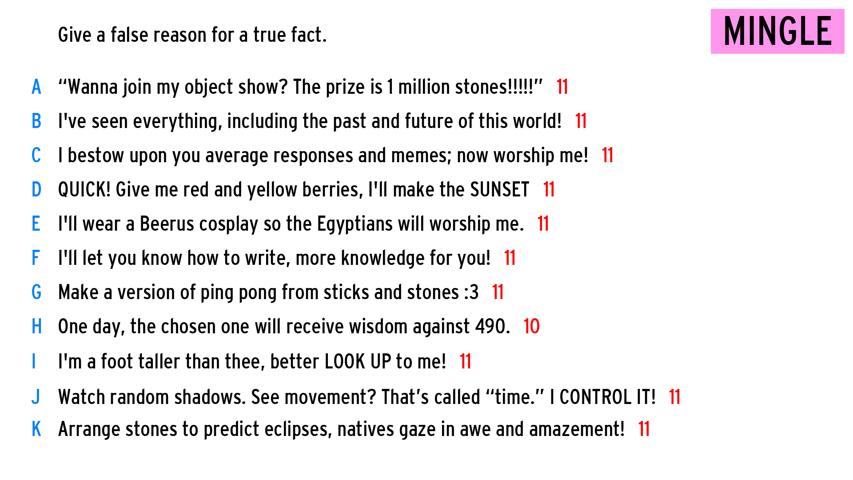 Give a false reason for a true fact.
MINGLE
A “Wanna join my object show? The prize is 1 million stones!!!!!” 11
B I've seen everything, including the past and future of this world! 11
C I bestow upon you average responses and memes; now worship me! 11
D QUICK! Give me red and yellow berries, I'll make the SUNSET 11
E I'll wear a Beerus cosplay so the Egyptians will worship me. 11
F I'll let you know how to write, more knowledge for you! 11
G Make a version of ping pong from sticks and stones :3 11
H One day, the chosen one will receive wisdom against 490. 10
I I'm a foot taller than thee, better LOOK UP to me! 11
J Watch random shadows. See movement? That’s called “time.” I CONTROL IT! 11
K Arrange stones to predict eclipses, natives gaze in awe and amazement! 11